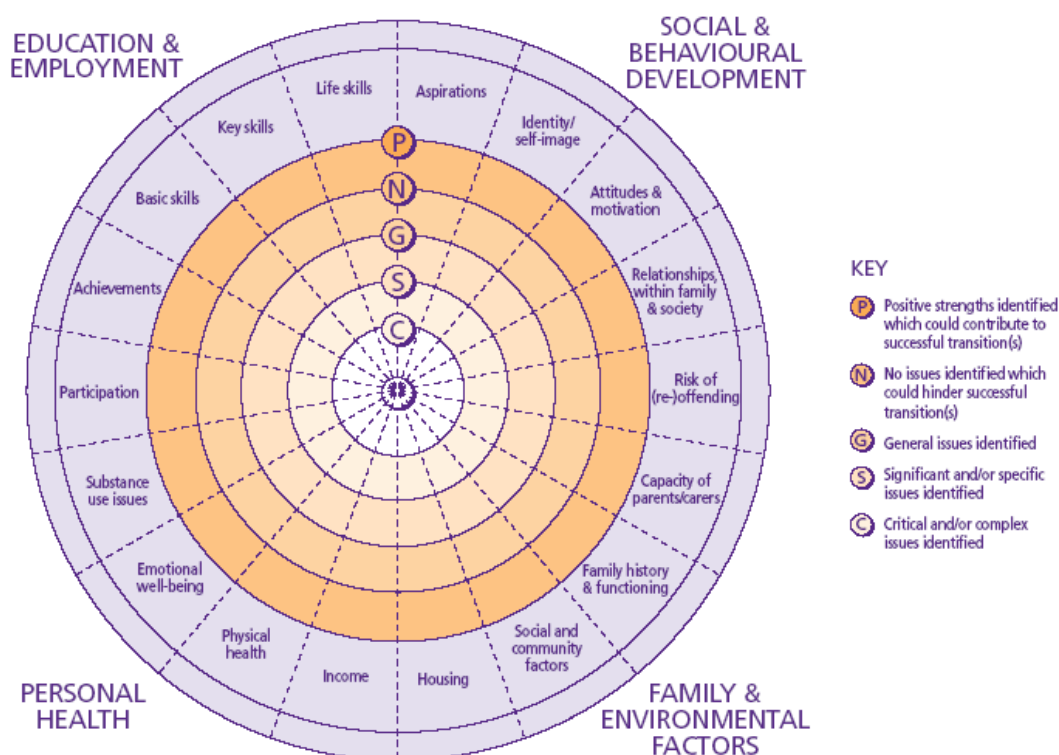 EDUCATION &
EMPLOYMENT
SOCIAL &
BEHAVIOURAL
DEVELOPMENT
Life skills
Aspirations
Key skills
Identity/
self-image
Basic skills
Attitudes &
motivation
Achievements
Relationships,
within family
& society
Participation
Risk of
(re-)offending
Substance
use issues
Capacity of
parents/carers
Emotional
well-being
Family history
& functioning
Physical
health
Social and
community
factors
Income
Housing
P
N
G
S
C
PERSONAL
HEALTH
FAMILY &
ENVIRONMENTAL
FACTORS
KEY
P Positive strengths identified
which could contribute to
successful transition(s)
N No issues identified which
could hinder successful
transition(s)
G General issues identified
S Significant and/or specific
issues identified
C Critical and/or complex
issues identified